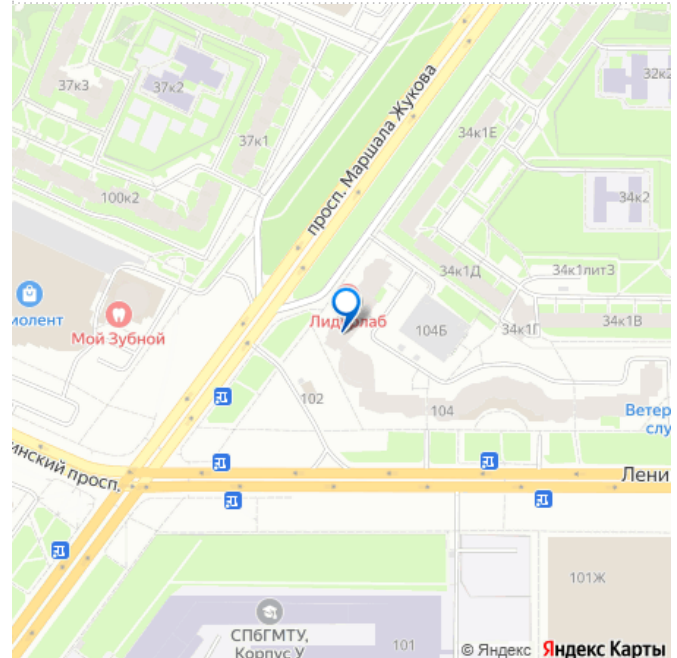 37к3
37к2
32к2
37к1
34к1Е
просп. Маршала Жукова
100к2
34к2
34к1Д
34к1литЗ
молент
Мой Зубной
104Б
34к1Г
34к1В
102
104
Ветер
слу
инский просп.
Лени
101Ж
СПбГМТУ,
Корпус У
101
© Яндекс Яндекс Карты